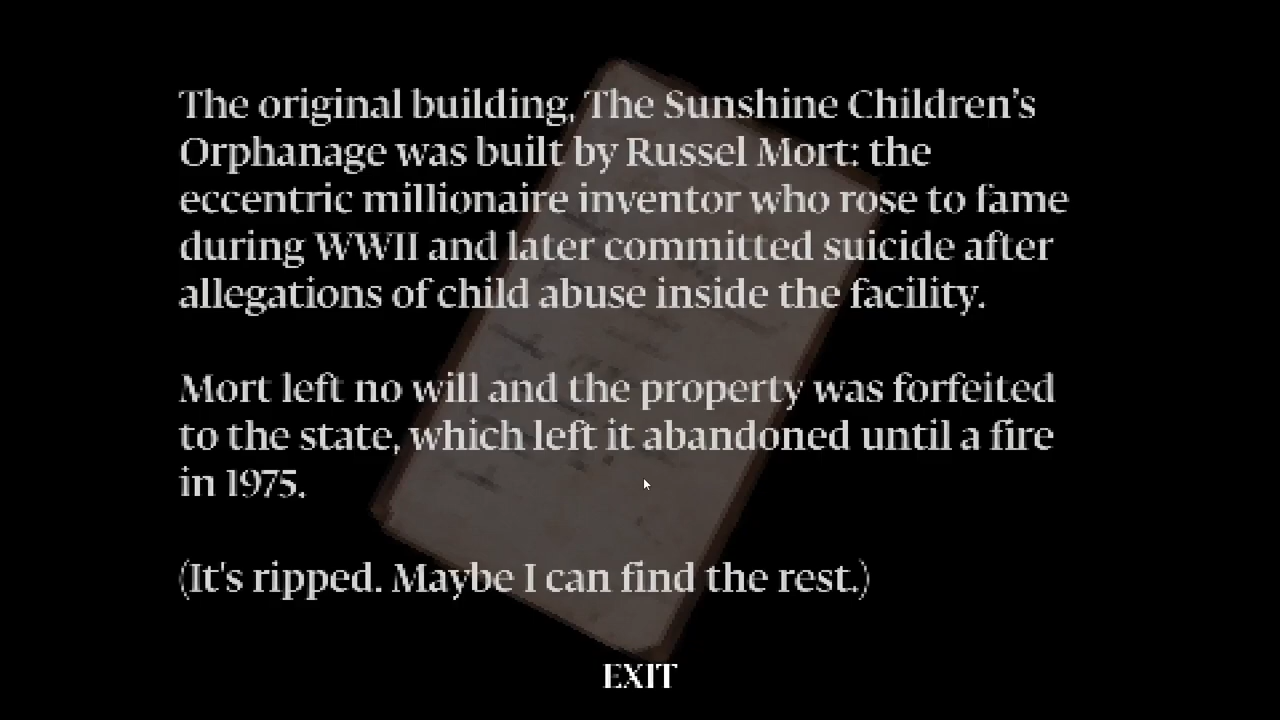 The original building, The Sunshine Children’s
Orphanage was built by Russel Mort: the
eccentric millionaire inventor who rose to fame
during WWII and later committed suicide after
allegations of child abuse inside the facility.
Mort left no will and the property was forfeited
to the state, which left it abandoned until a fire
in 1975.
(It's ripped. Maybe I can find the rest.)
EXIT